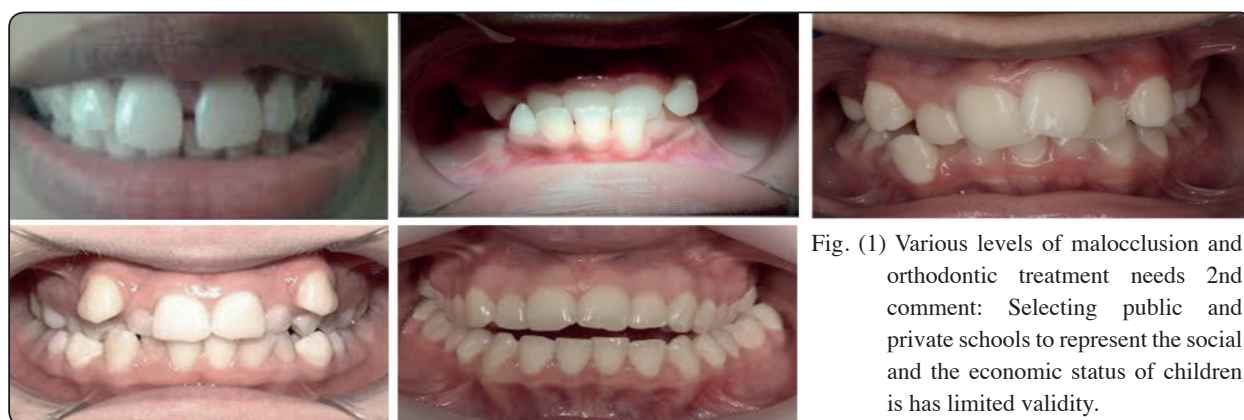 Fig. (1) Various levels of malocclusion and
orthodontic treatment needs 2nd
comment: Selecting public and
private schools to represent the social
and the economic status of children
is has limited validity.